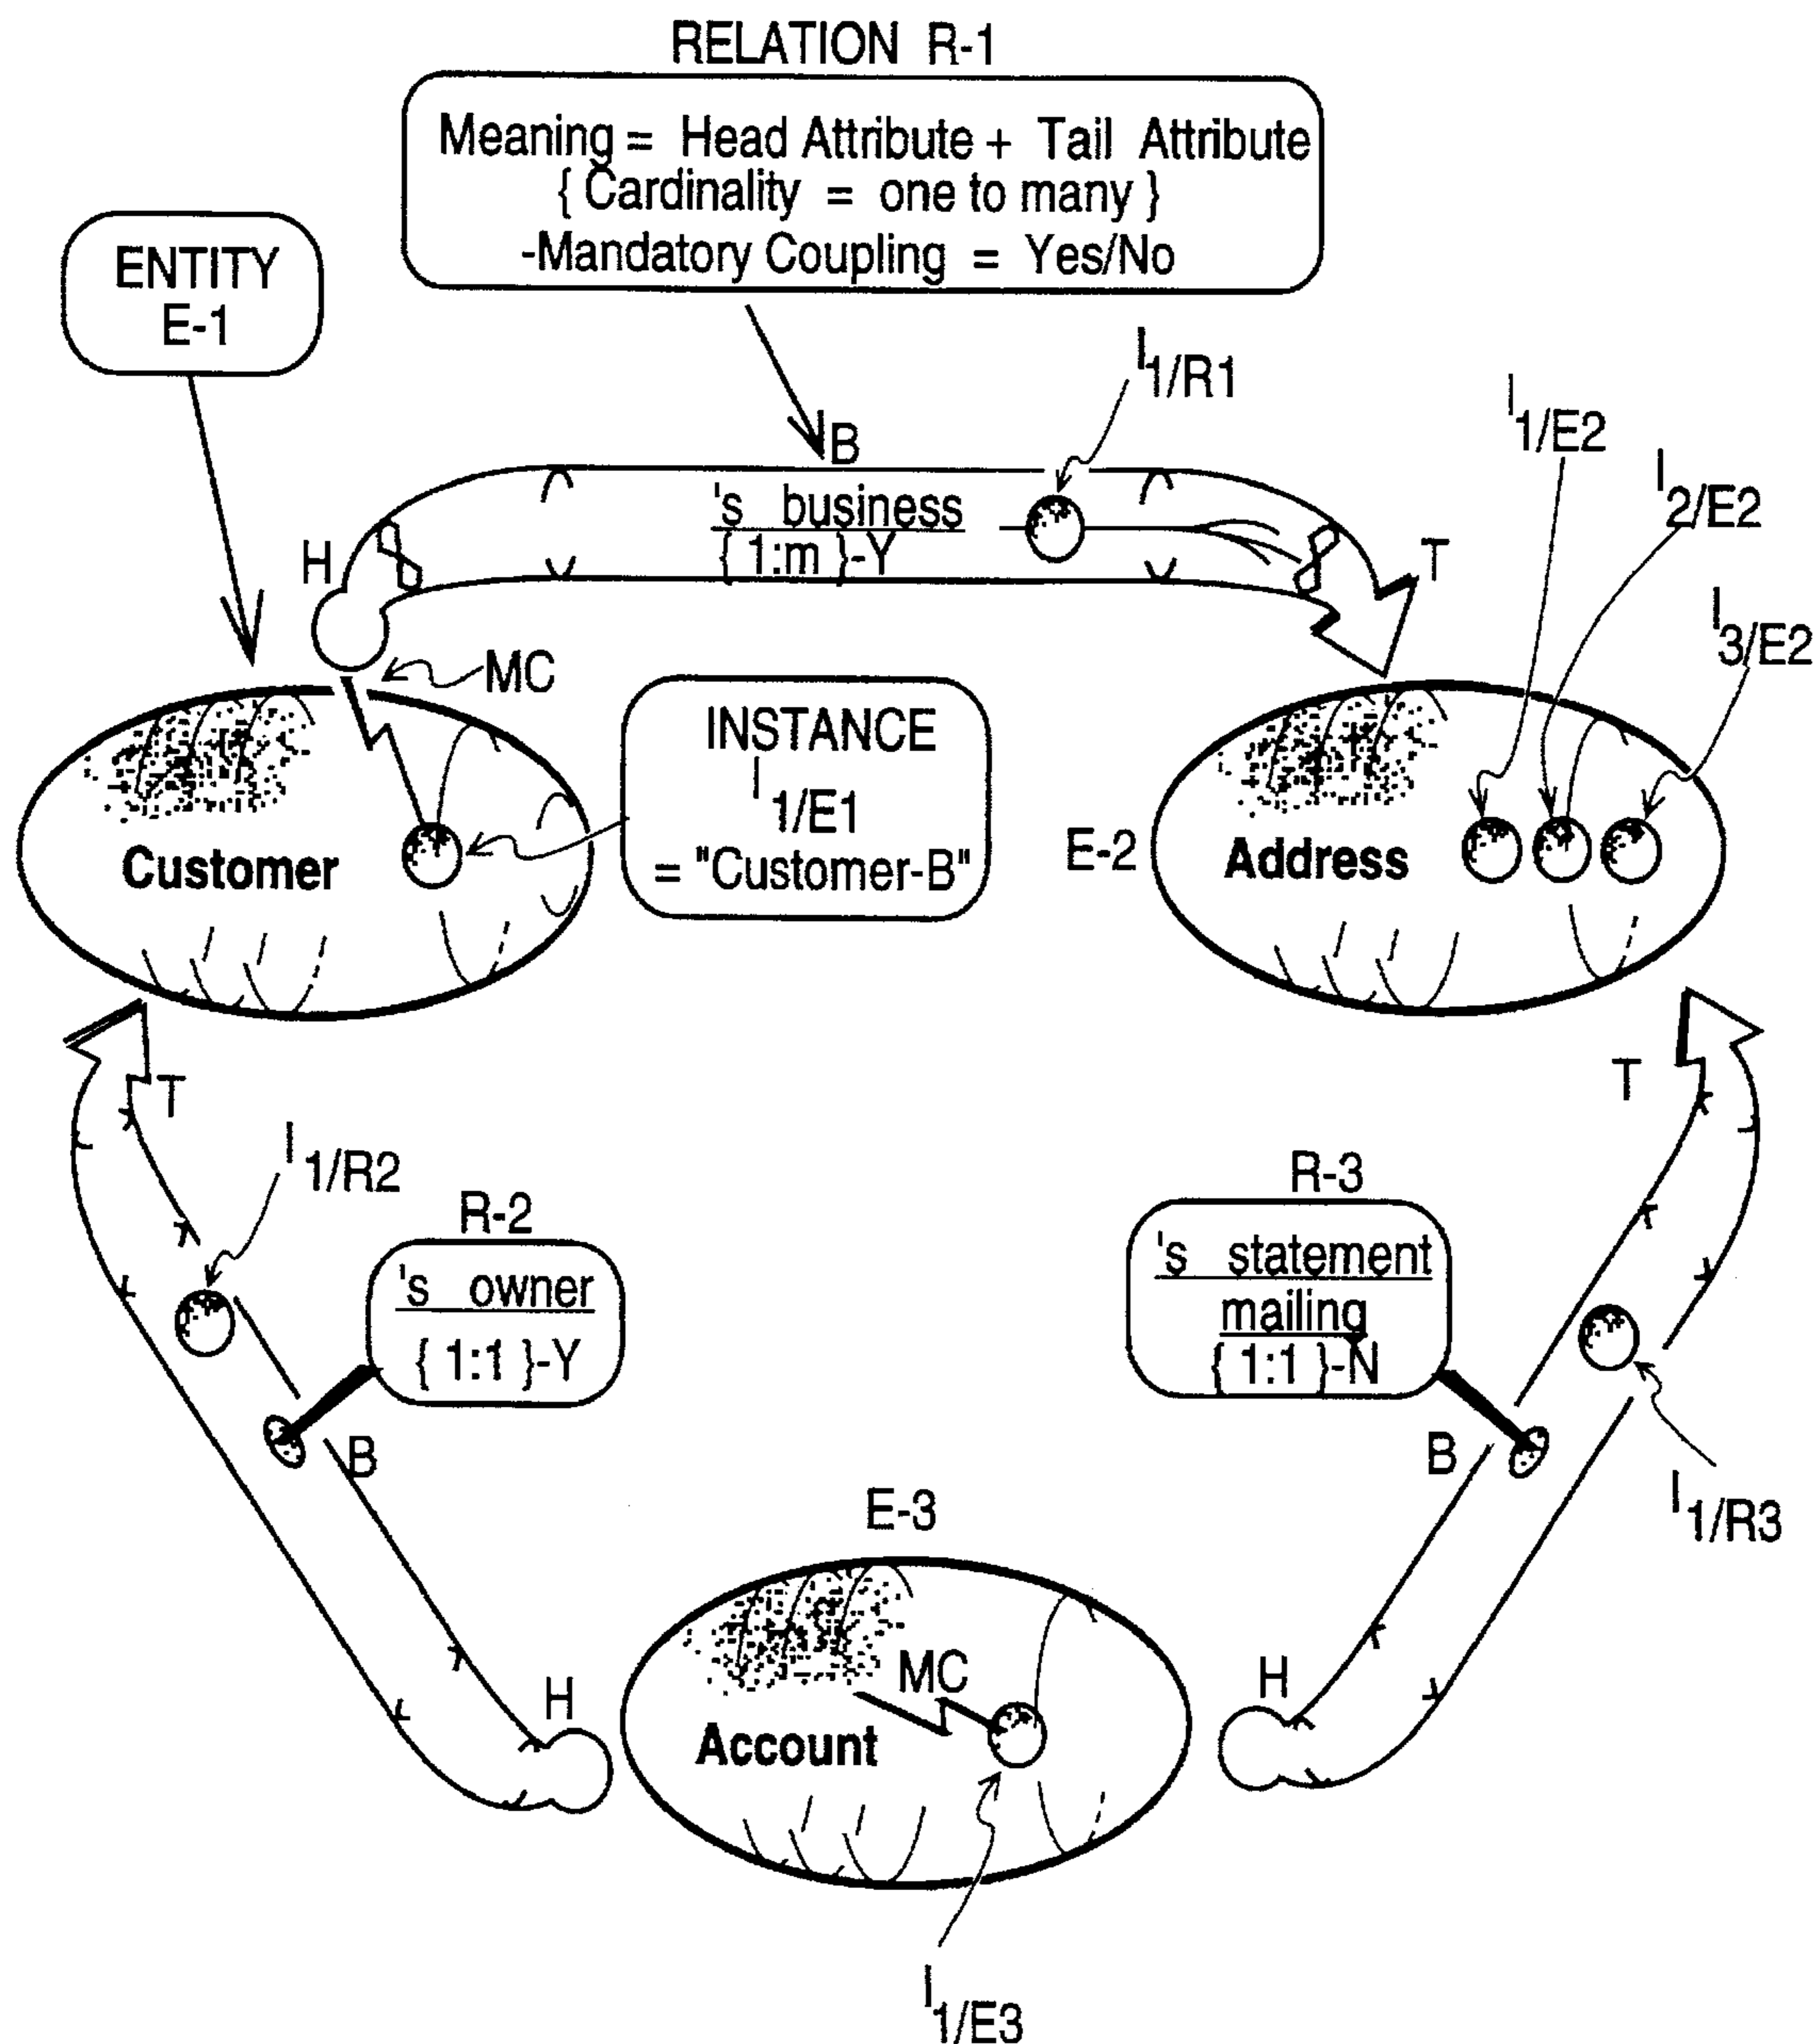 RELATION R-1
Meaning = Head Attribute + Tail Attribute
{ Cardinality = one to many }
-Mandatory Coupling = Yes/No
ENTITY
E-1
I1/R1
I1/E2
I2/E2
I3/E2
B
's business
{ 1:m }-Y
H
T
MC
INSTANCE
I1/E1
= "Customer-B"
Customer
E-2
Address
T
T
I1/R2
R-2
's owner
{ 1:1 }-Y
R-3
's statement
mailing
{ 1:1 }-N
B
B
I1/R3
E-3
H
MC
H
Account
I1/E3